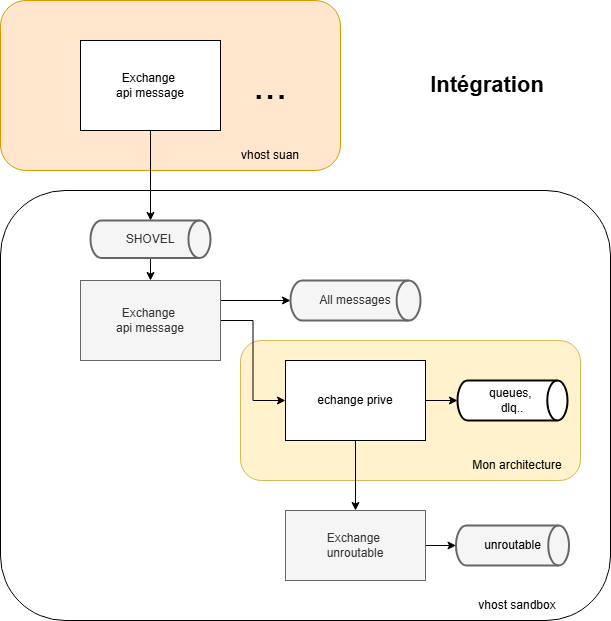 Exchange
api message
...
Intégration
vhost suan
SHOVEL
Exchange
api message
All messages
echange prive
queues,
dlq..
Mon architecture
Exchange
unroutable
unroutable
vhost sandbox